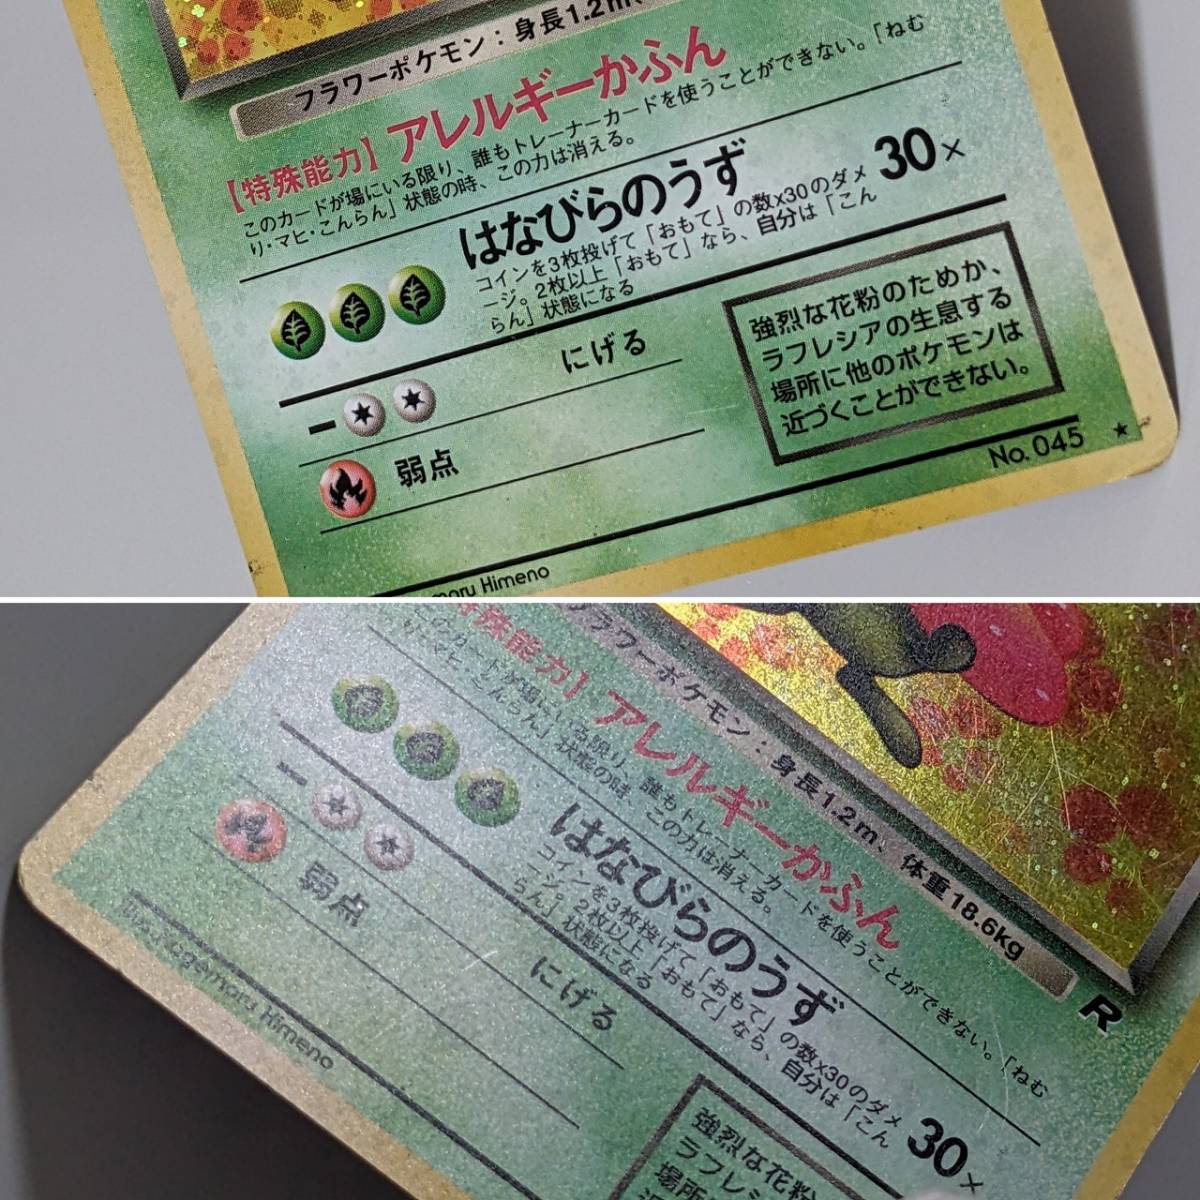 フラワーポケモン：身長1.2m、
【特殊能力】アレルギーかふん
このカードが場にいる限り、誰もトレーナーカードを使うことができない。「ねむ
り・マヒ・こんらん」状態の時、この力は消える。
はなびらのうず 30×
コインを3枚投げて「おもて」の数x30のダメ
ージ。2枚以上「おもて」なら、自分は「こん
らん」状態になる
にげる
弱点
強烈な花粉のためか、
ラフレシアの生息する
場所に他のポケモンは
近づくことができない。
No. 045 ★
moru Himeno
フラワーポケモン：身長1.2m、体重18.6kg
R
特殊能力】アレルギーかふん
このカードが場にいる限り、誰もトレーナーカードを使うことができない。「ねむ
り・マヒ・こんらん」状態の時、この力は消える。
はなびらのうず 30×
コインを3枚投げて「おもて」の数x30のダメ
ージ。2枚以上「おもて」なら、自分は「こん
らん」状態になる
にげる
弱点
強烈な花粉
ラフレシ
場所に
Illus. Kagemaru Himeno